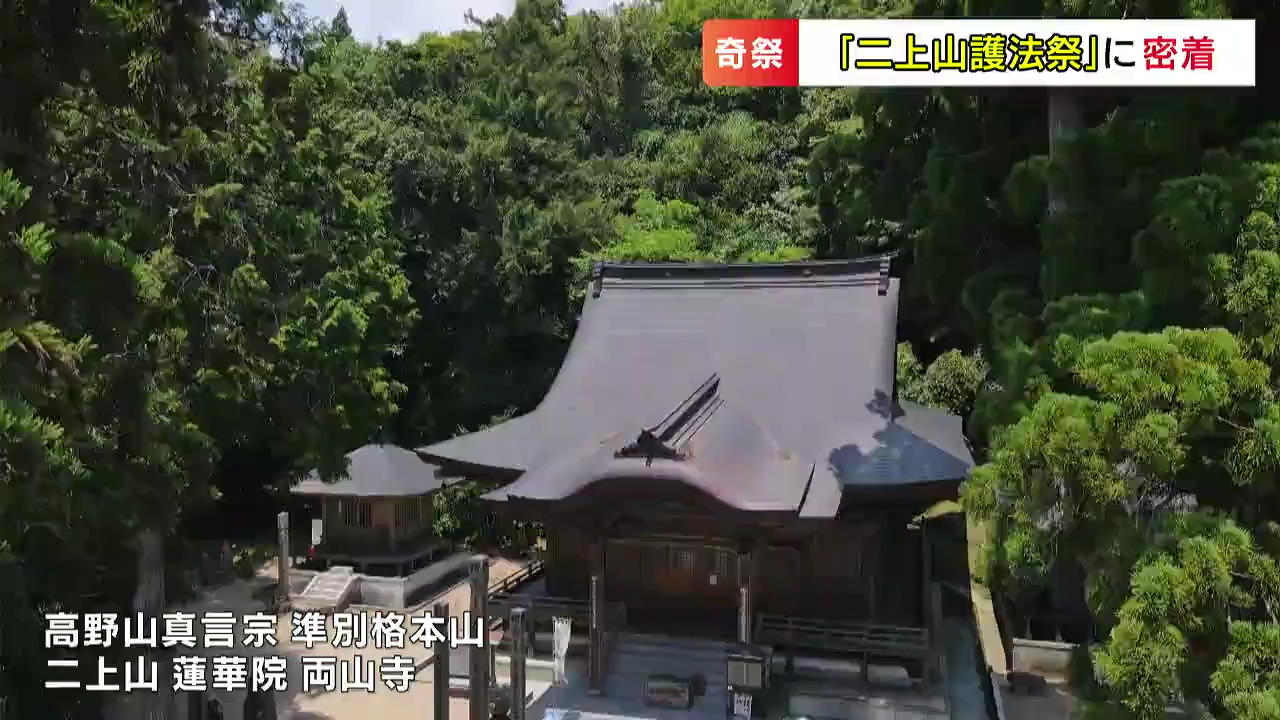 奇祭
「二上山護法祭」に密着
高野山真言宗 準別格本山
二上山 蓮華院 両山寺